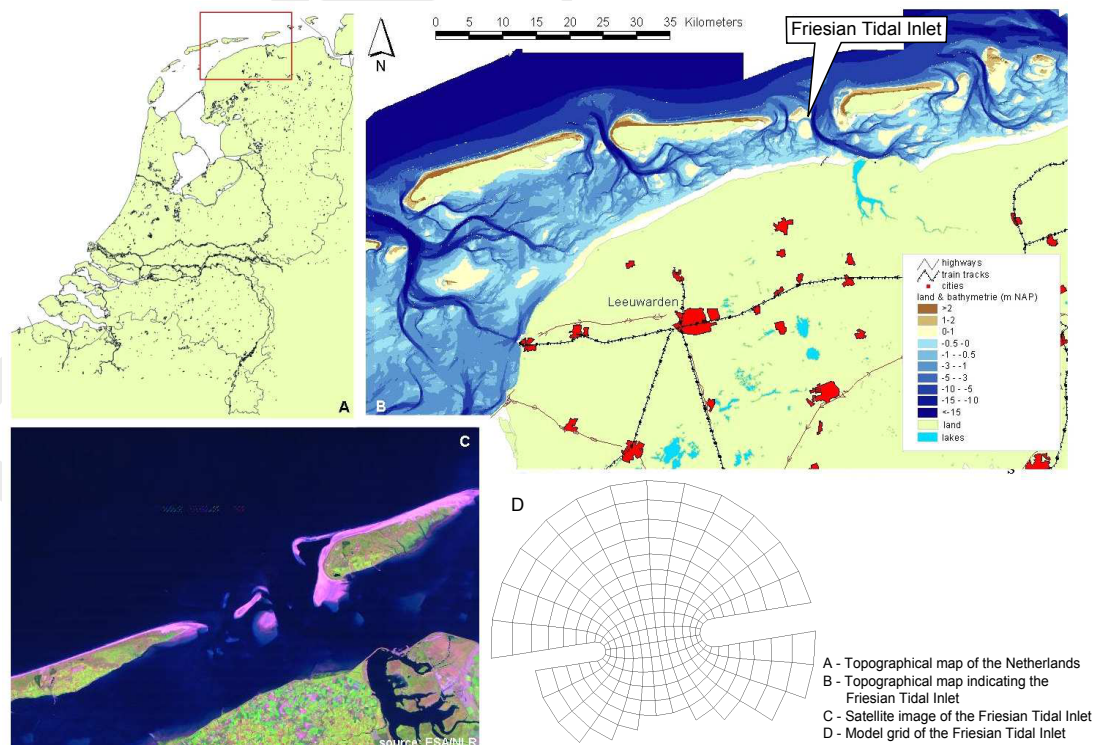 0 5 10 15 20 25 30 35 Kilometers
Friesian Tidal Inlet
N
Leeuwarden
highways
train tracks
cities
land & bathymetrie (m NAP)
>2
1-2
0-1
-0.5 -0
-1 - -0.5
-3 - -1
-5 - -3
-10 - -5
-15 - -10
<-15
land
lakes
A
B
C
source: ESA/NLR
D
A - Topographical map of the Netherlands
B - Topographical map indicating the
Friesian Tidal Inlet
C - Satellite image of the Friesian Tidal Inlet
D - Model grid of the Friesian Tidal Inlet